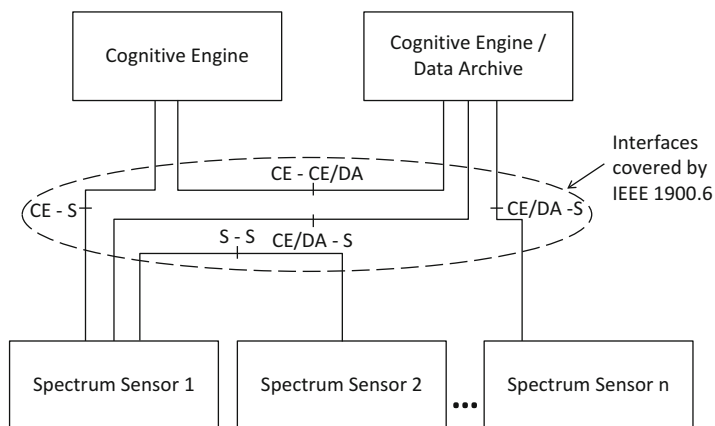 Cognitive Engine
Cognitive Engine /
Data Archive
Interfaces
covered by
IEEE 1900.6
CE - CE/DA
CE - S
CE/DA -S
S - S
CE/DA - S
Spectrum Sensor 1
Spectrum Sensor 2
...
Spectrum Sensor n